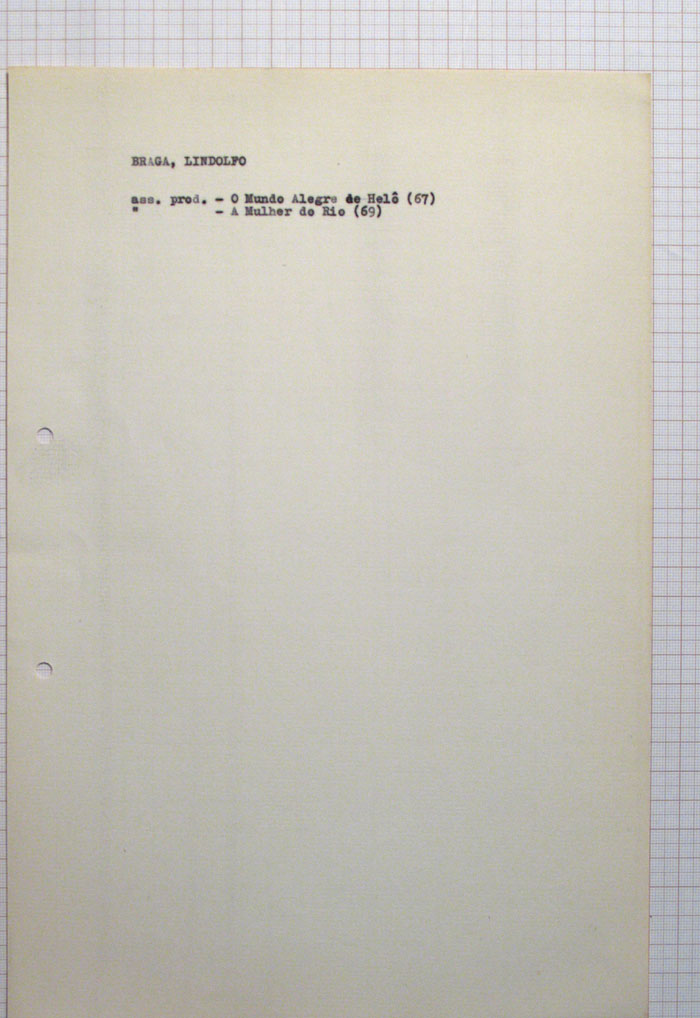 BRAGA, LINDOLFO
ass. prod. - O Mundo Alegre de Helô (67)
" - A Mulher do Rio (69)